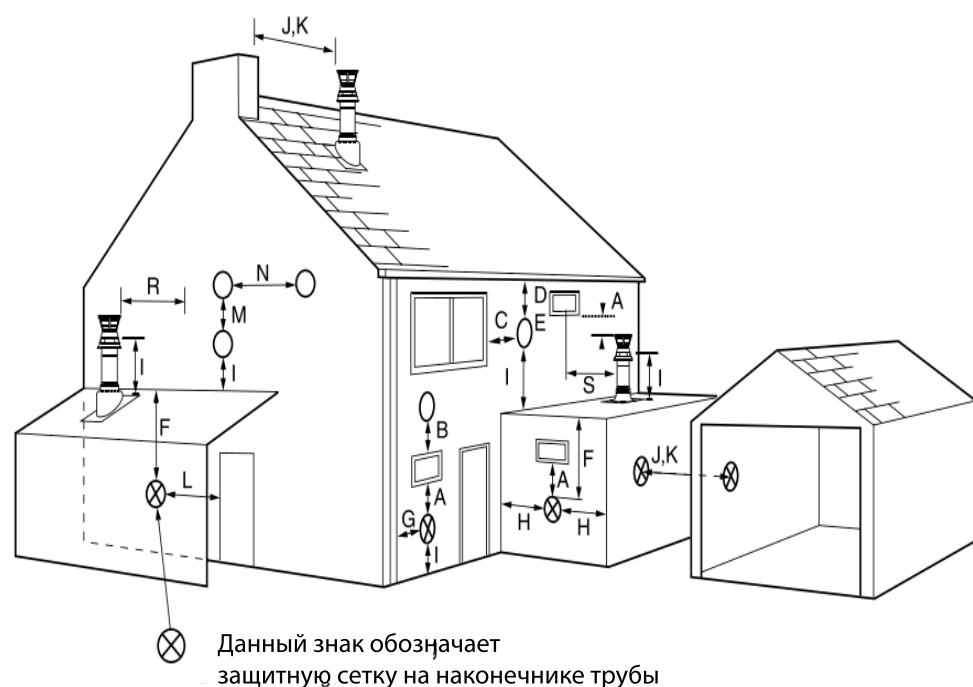 J,K
N
R
M
D
A
E
C
I
I
I
S
I
F
B
F
J,K
L
A
A
G
H
H
I
Данный знак обозначает
защитную сетку на наконечнике трубы